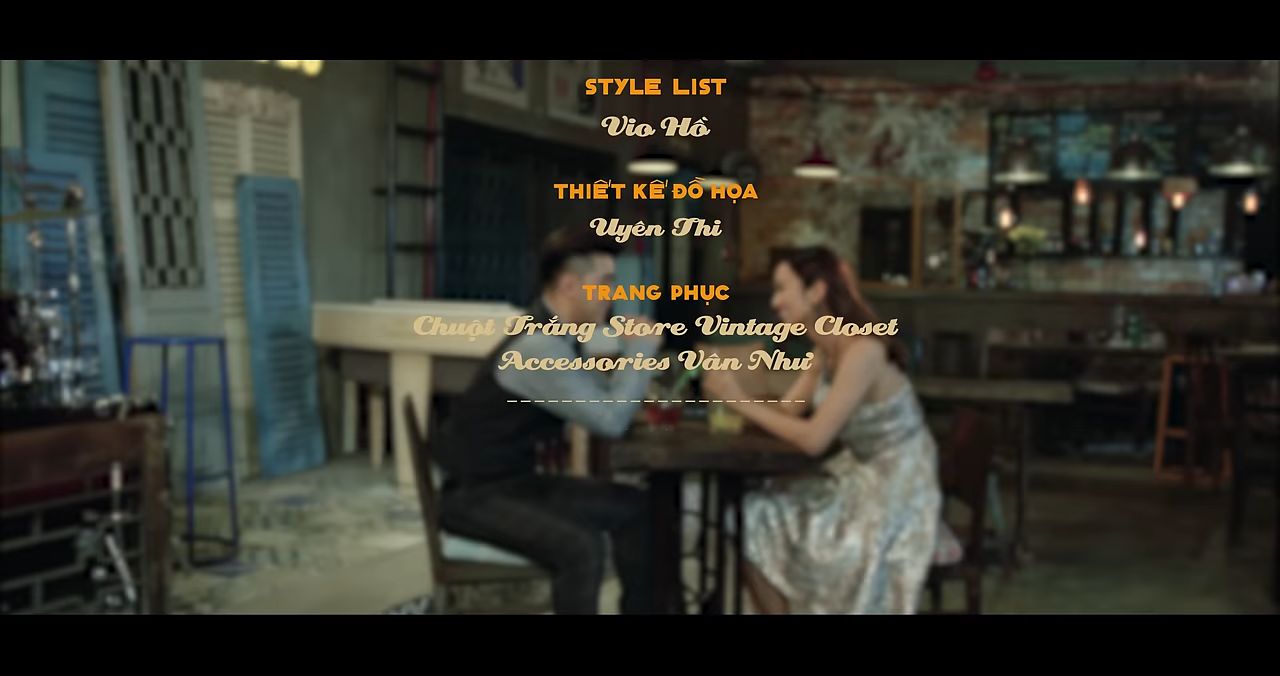 STYLE LIST
Vio Hồ
THIẾT KẾ ĐỒ HỌA
Uyên Thi
TRANG PHỤC
Chuột Trắng Store Vintage Closet
Accessories Vân Như
----------------------